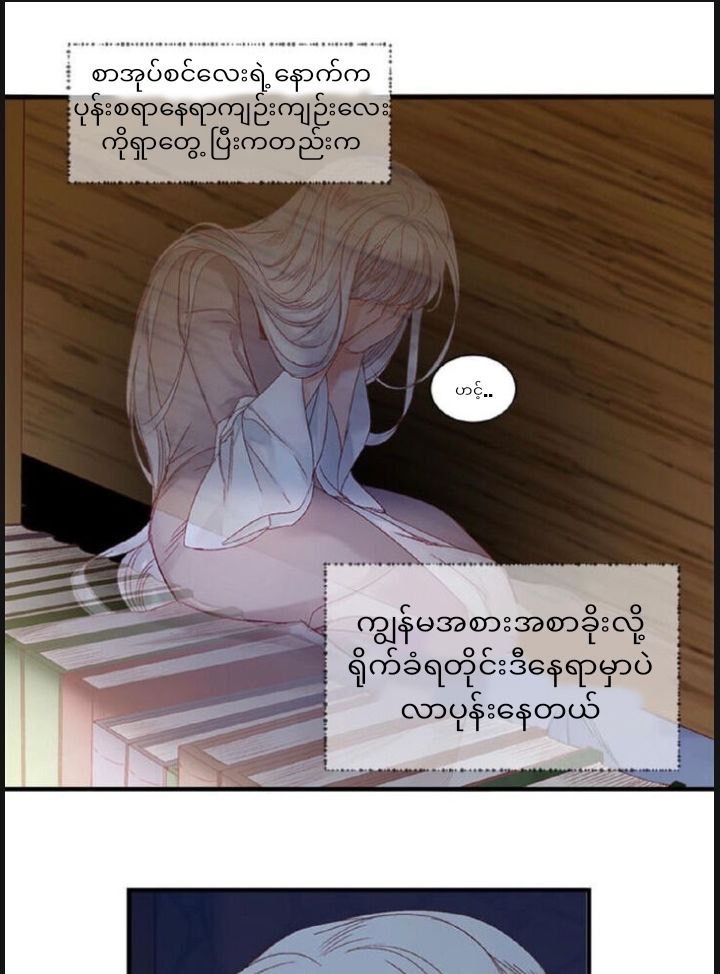 စာအုပ်စင်လေးရဲ့နောက်က
ပုန်းစရာနေရာကျဉ်းကျဉ်းလေး
ကိုရှာတွေ့ပြီးကတည်းက
ဟင့်..
ကျွန်မအစားအစာခိုးလို့
ရိုက်ခံရတိုင်းဒီနေရာမှာပဲ
လာပုန်းနေတယ်